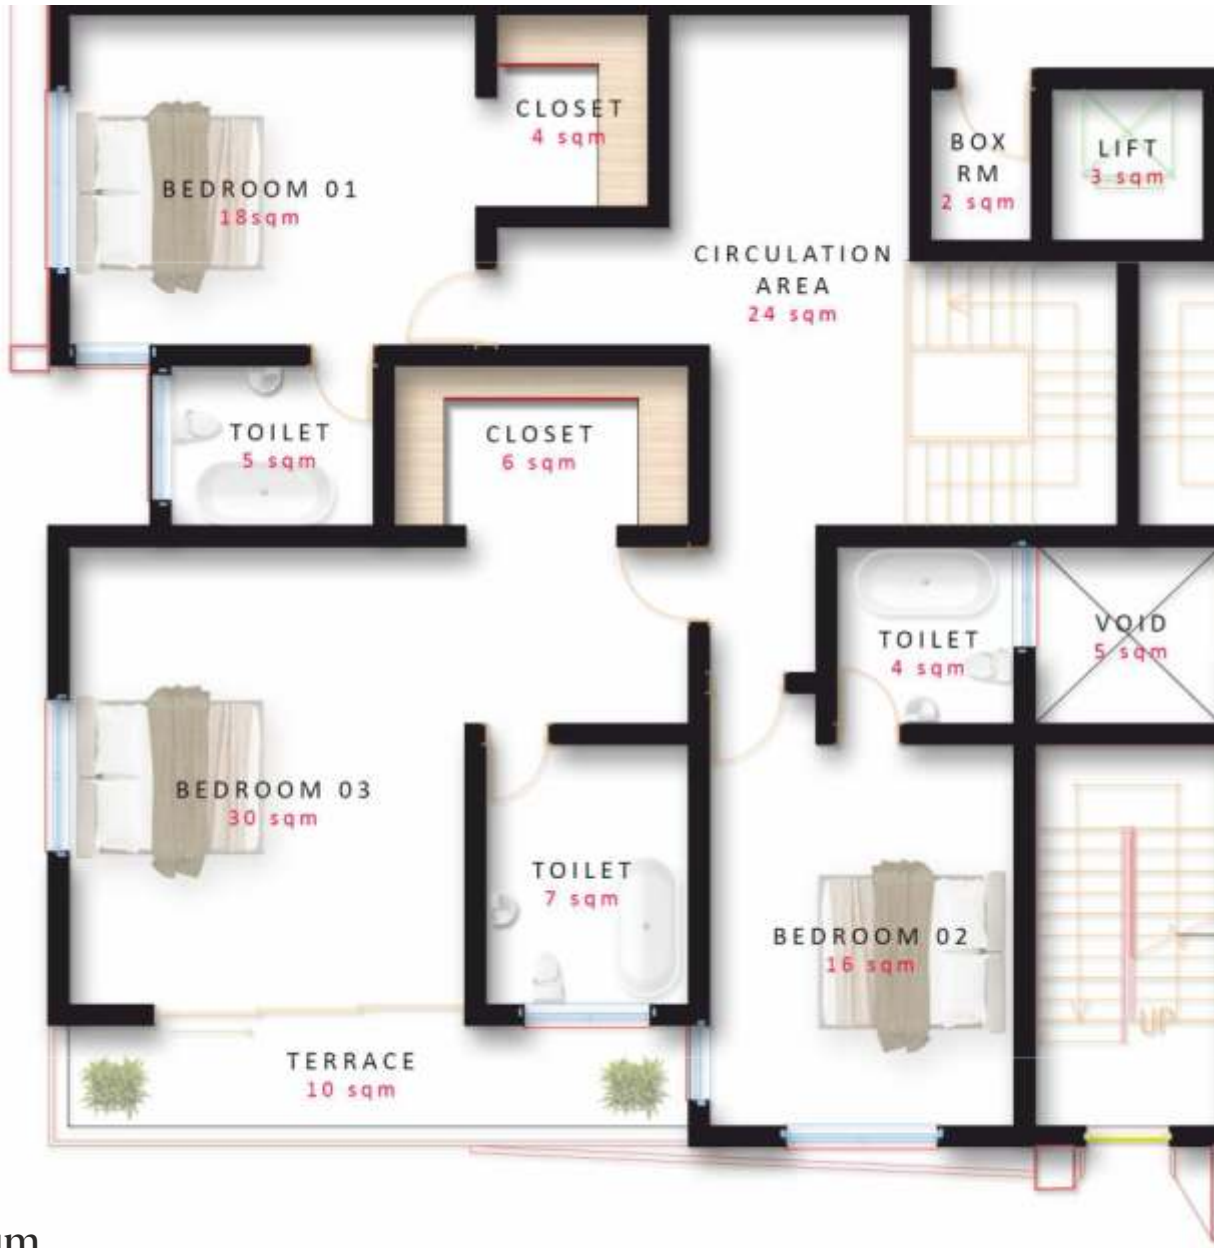 CLOSET
4 sqm
BOX
RM
2 sqm
LIFT
3 sqm
BEDROOM 01
18sqm
CIRCULATION
AREA
24 sqm
TOILET
5 sqm
CLOSET
6 sqm
TOILET
4 sqm
VOID
5 sqm
BEDROOM 03
30 sqm
TOILET
7 sqm
BEDROOM 02
16 sqm
UP
TERRACE
10 sqm